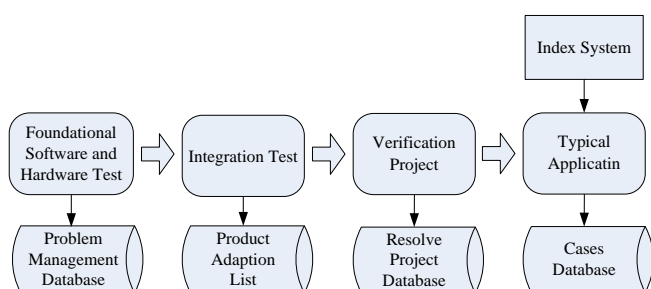 Index System
Foundational
Software and
Hardware Test
Integration Test
Verification
Project
Typical
Applicatin
Problem
Management
Database
Product
Adaption
List
Resolve
Project
Database
Cases
Database